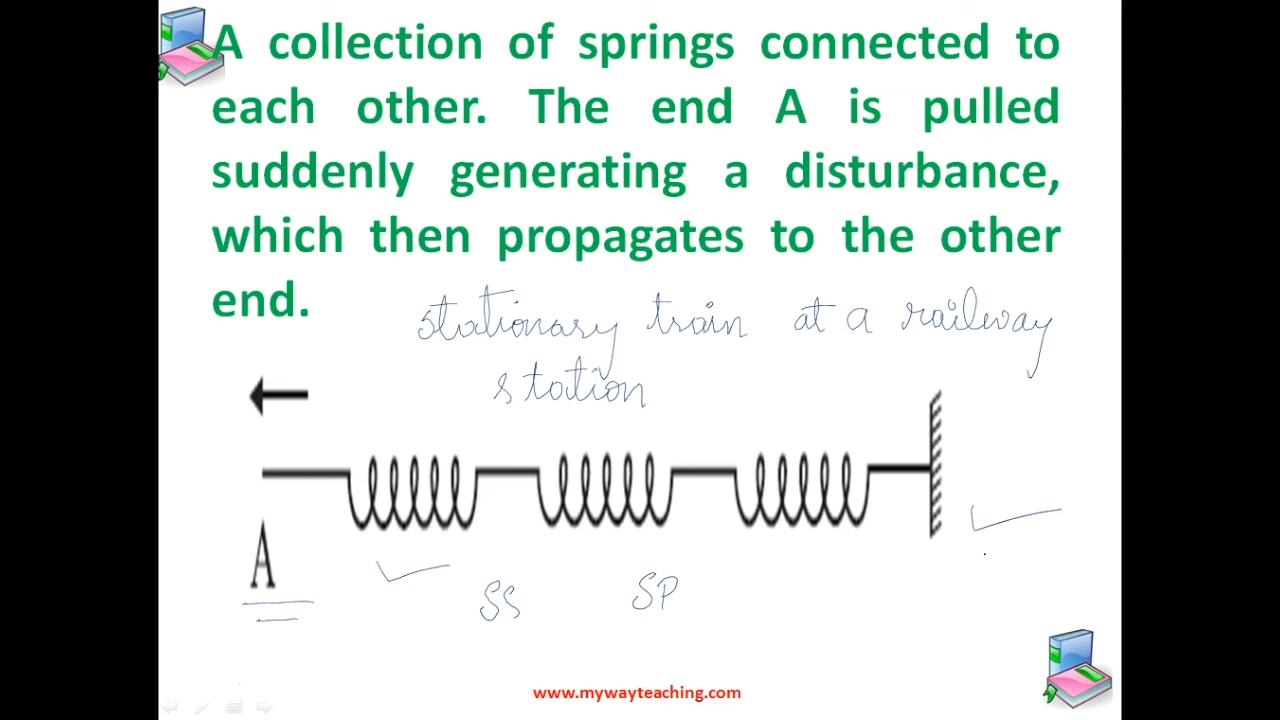 A collection of springs connected to
each other. The end A is pulled
suddenly generating a disturbance,
which then propagates to the other
end.
stationary train at a railway
station
A
SS SP
www.mywayteaching.com